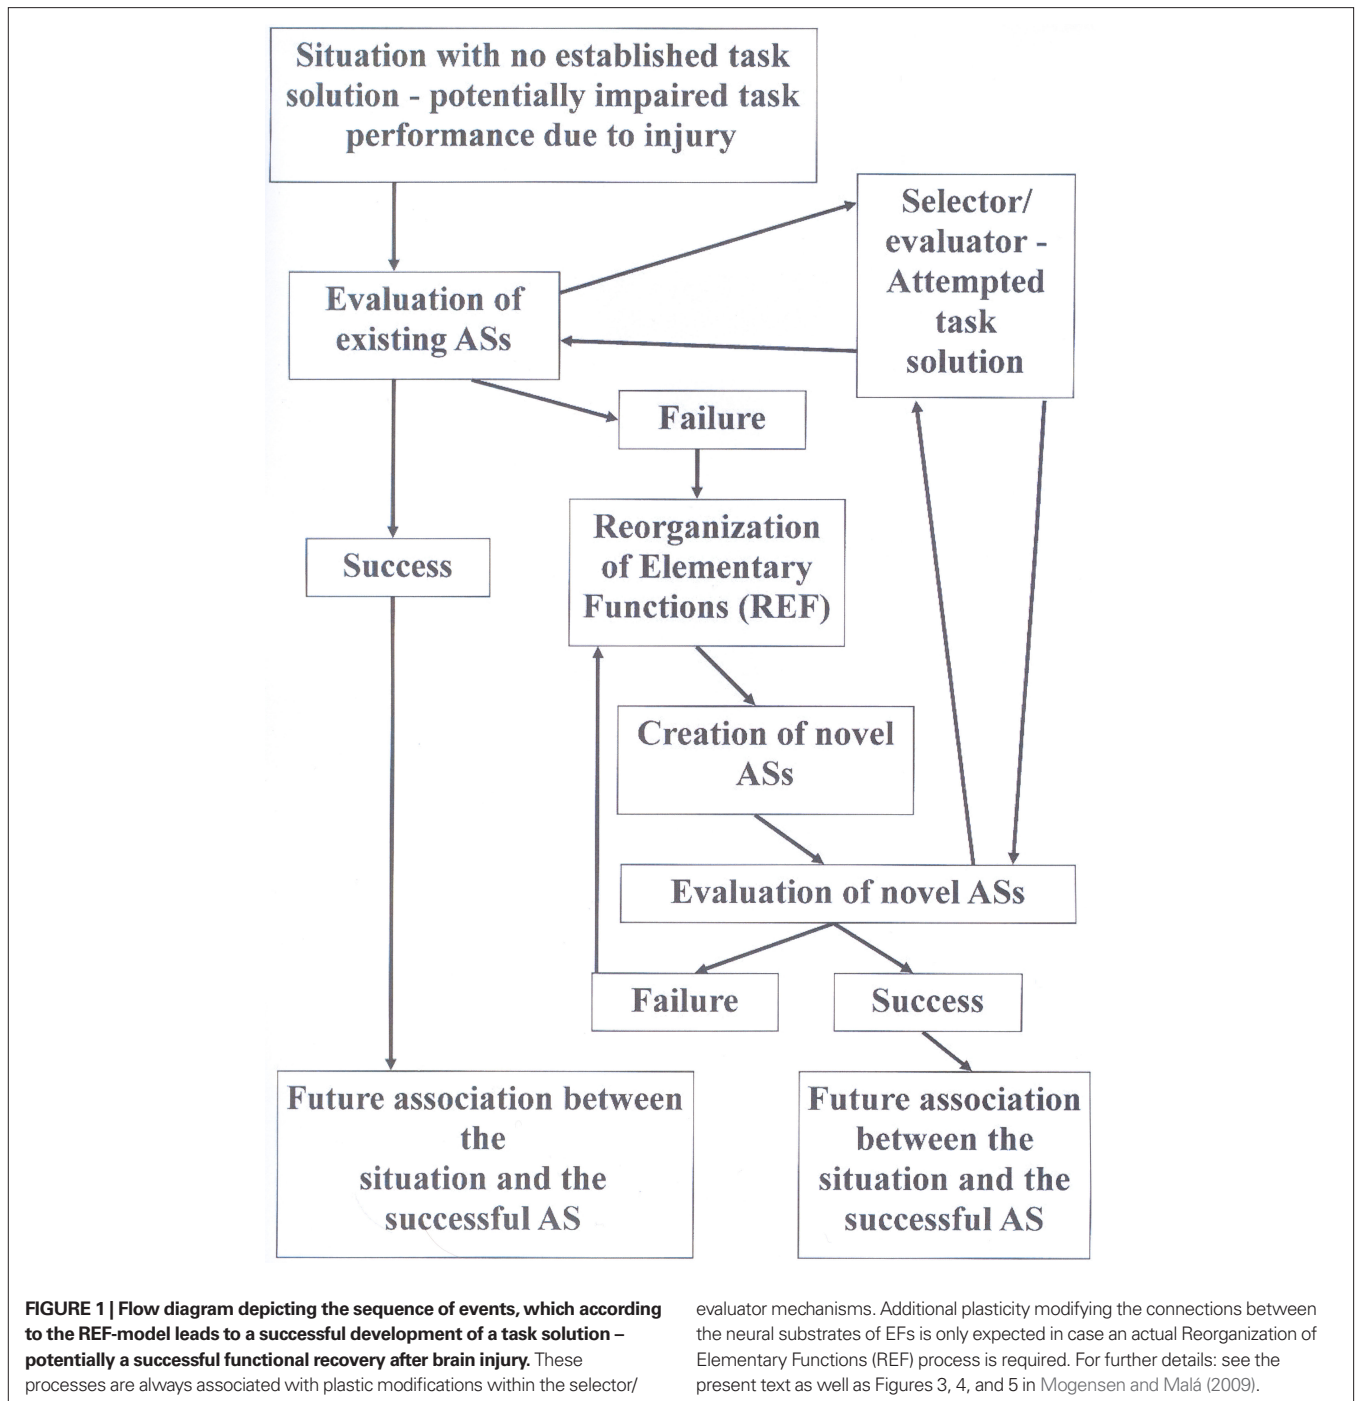 Situation with no established task
solution - potentially impaired task
performance due to injury
Selector/
evaluator -
Attempted
task
solution
Evaluation of
existing ASs
Failure
Reorganization
of Elementary
Functions (REF)
Success
Creation of novel
ASs
Evaluation of novel ASs
Failure
Success
Future association between
the
situation and the
successful AS
Future association
between the
situation and the
successful AS
FIGURE 1 | Flow diagram depicting the sequence of events, which according
to the REF-model leads to a successful development of a task solution –
potentially a successful functional recovery after brain injury. These
processes are always associated with plastic modifications within the selector/
evaluator mechanisms. Additional plasticity modifying the connections between
the neural substrates of EFs is only expected in case an actual Reorganization of
Elementary Functions (REF) process is required. For further details: see the
present text as well as Figures 3, 4, and 5 in Mogensen and Malá (2009).